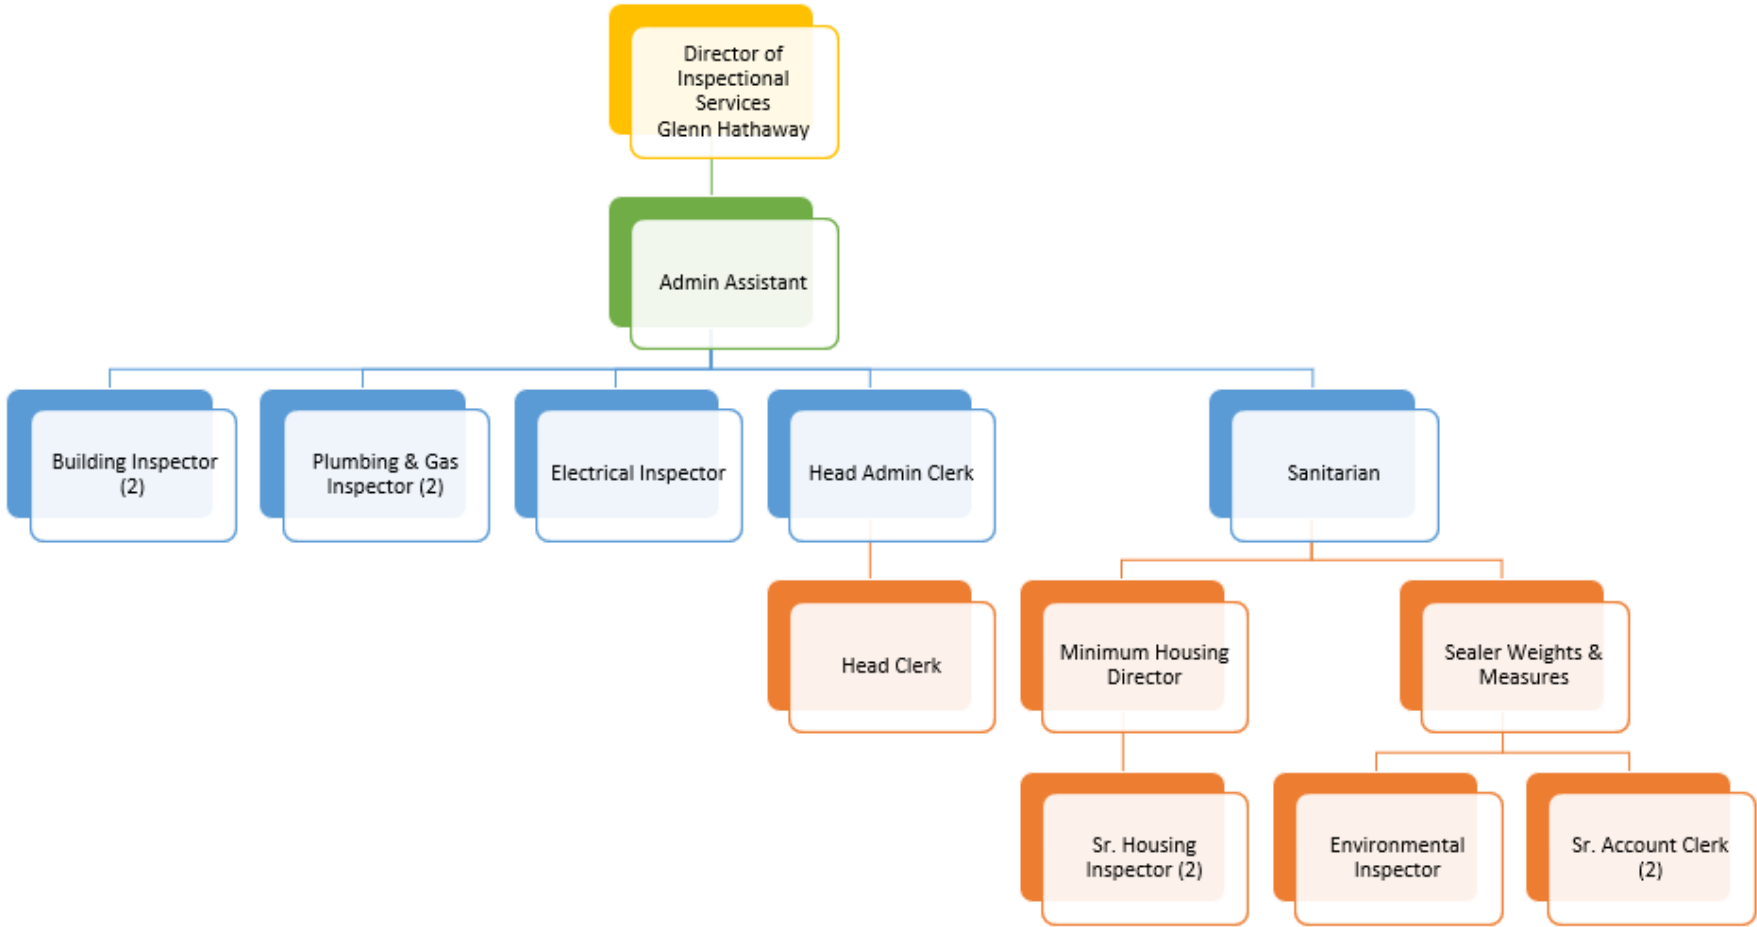 Director of
Inspectional
Services
Glenn Hathaway
Admin Assistant
Building Inspector
(2)
Plumbing & Gas
Inspector (2)
Electrical Inspector
Head Admin Clerk
Sanitarian
Head Clerk
Minimum Housing
Director
Sealer Weights &
Measures
Sr. Housing
Inspector (2)
Environmental
Inspector
Sr. Account Clerk
(2)